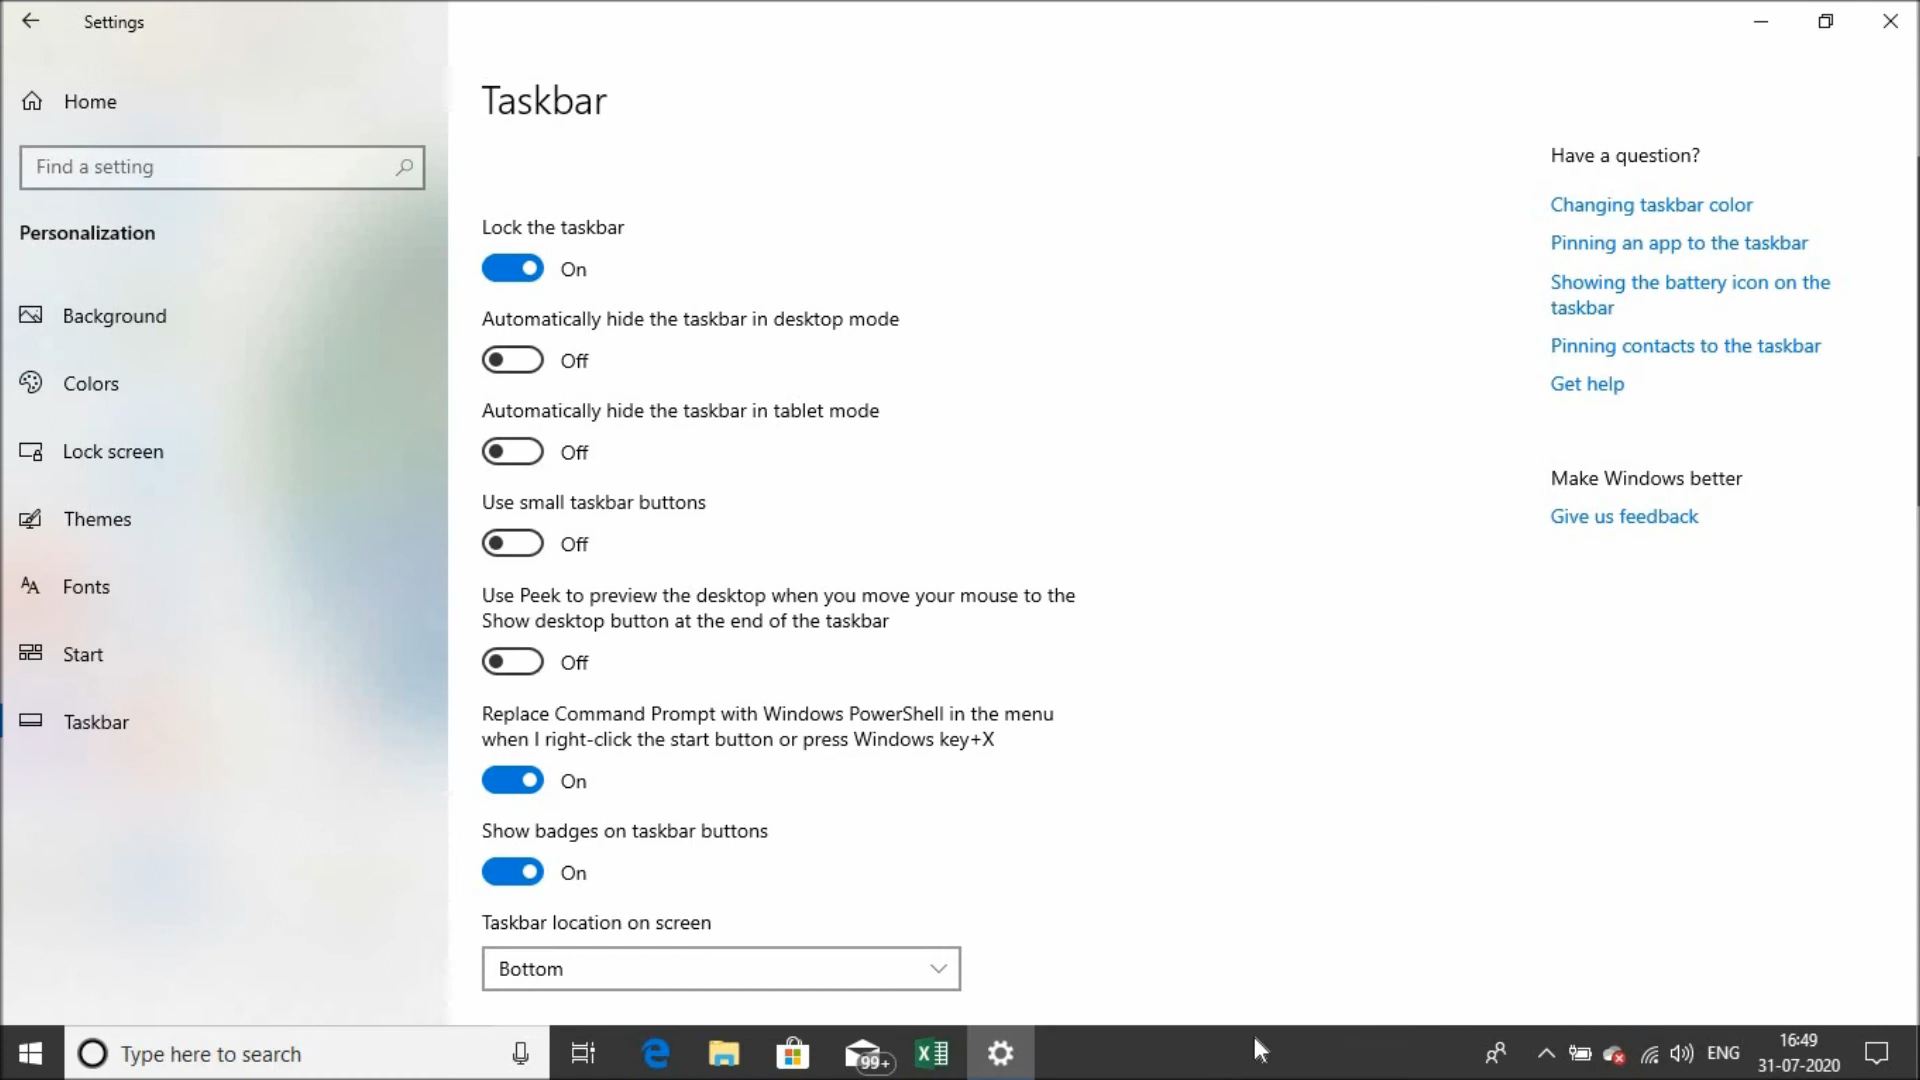 Settings
Home
Find a setting
Personalization
Background
Colors
Lock screen
Themes
Fonts
Start
Taskbar
Taskbar
Lock the taskbar
On
Automatically hide the taskbar in desktop mode
Off
Automatically hide the taskbar in tablet mode
Off
Use small taskbar buttons
Off
Use Peek to preview the desktop when you move your mouse to the
Show desktop button at the end of the taskbar
Off
Replace Command Prompt with Windows PowerShell in the menu
when I right-click the start button or press Windows key+X
On
Show badges on taskbar buttons
On
Taskbar location on screen
Bottom
Have a question?
Changing taskbar color
Pinning an app to the taskbar
Showing the battery icon on the
taskbar
Pinning contacts to the taskbar
Get help
Make Windows better
Give us feedback
Type here to search
99+
ENG
16:49
31-07-2020